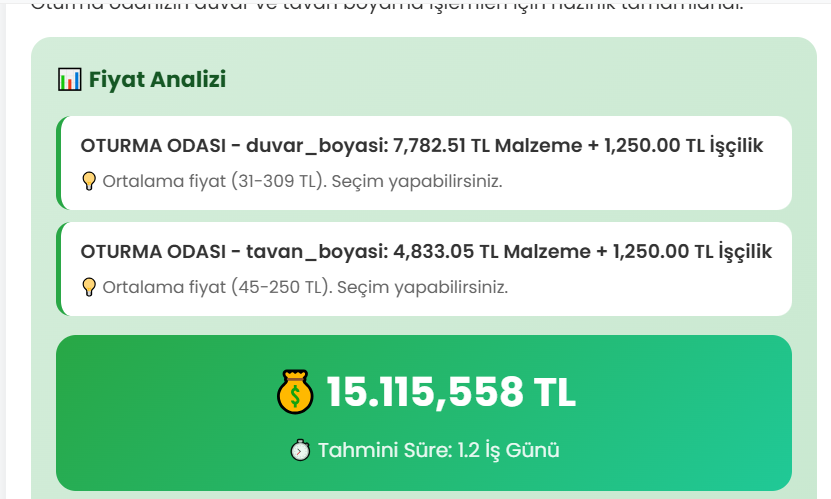 Oturma odanızın duvar ve tavan boyama işlemleri için hazırlık tamamlandı.
Fiyat Analizi
OTURMA ODASI - duvar_boyasi: 7,782.51 TL Malzeme + 1,250.00 TL İşçilik
Ortalama fiyat (31-309 TL). Seçim yapabilirsiniz.
OTURMA ODASI - tavan_boyasi: 4,833.05 TL Malzeme + 1,250.00 TL İşçilik
Ortalama fiyat (45-250 TL). Seçim yapabilirsiniz.
15.115,558 TL
Tahmini Süre: 1.2 İş Günü